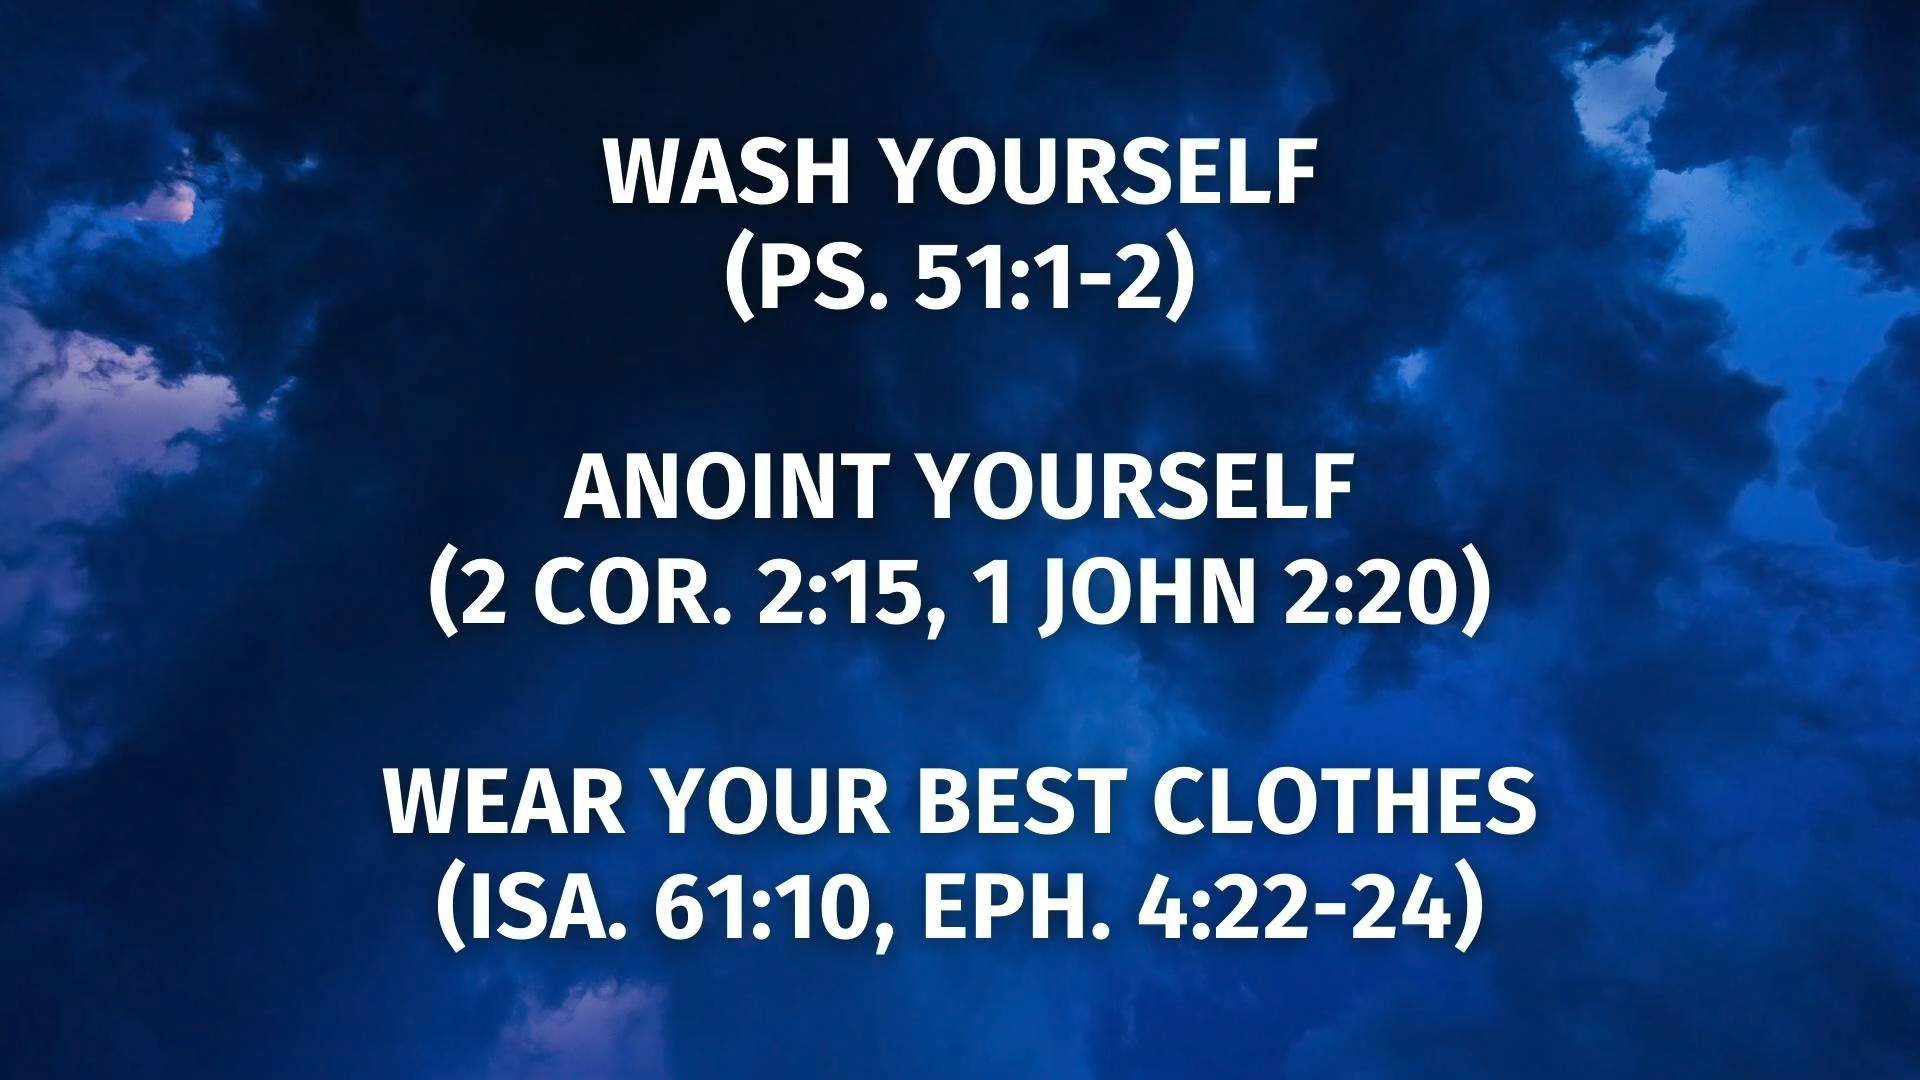 WASH YOURSELF
(PS. 51:1-2)
ANOINT YOURSELF
(2 COR. 2:15, 1 JOHN 2:20)
WEAR YOUR BEST CLOTHES
(ISA. 61:10, EPH. 4:22-24)